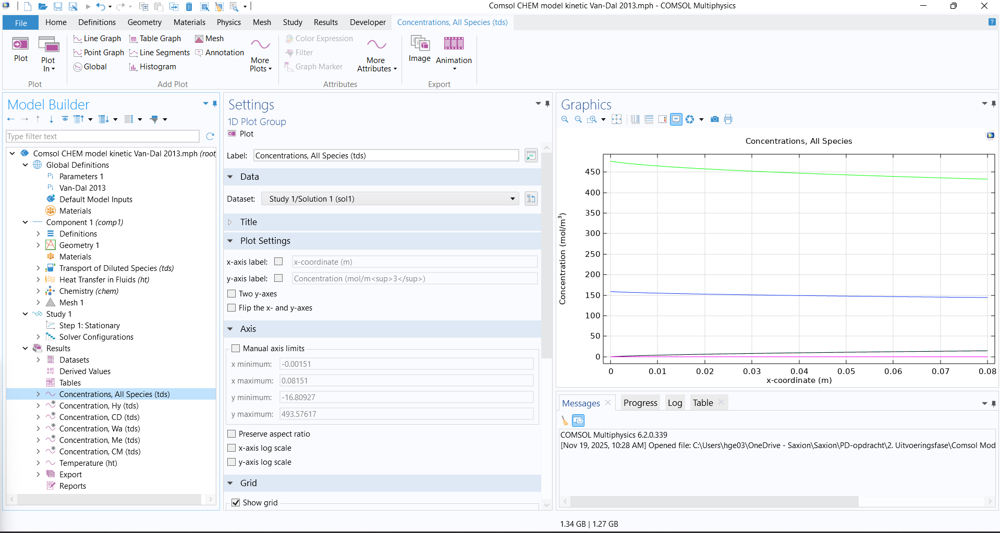 Comsol CHEM model kinetic Van-Dal 2013.mph - COMSOL Multiphysics
File
Home
Definitions
Geometry
Materials
Physics
Mesh
Study
Results
Developer
Concentrations, All Species (tds)
?
Plot
Plot In
Plot
Line Graph
Point Graph
Global
Table Graph
Line Segments
Histogram
Mesh
Annotation
More Plots
Add Plot
Color Expression
Filter
Graph Marker
More Attributes
Attributes
Image
Animation
Export
Model Builder
Type filter text
Comsol CHEM model kinetic Van-Dal 2013.mph (root
Global Definitions
Pi Parameters 1
Pi Van-Dal 2013
Default Model Inputs
Materials
Component 1 (comp1)
Definitions
Geometry 1
Materials
Transport of Diluted Species (tds)
Heat Transfer in Fluids (ht)
Chemistry (chem)
Mesh 1
Study 1
Step 1: Stationary
Solver Configurations
Results
Datasets
8.85 e-12 Derived Values
Tables
Concentrations, All Species (tds)
Concentration, Hy (tds)
Concentration, CD (tds)
Concentration, Wa (tds)
Concentration, Me (tds)
Concentration, CM (tds)
Temperature (ht)
Export
Reports
Settings
1D Plot Group
Plot
Label: Concentrations, All Species (tds)
Data
Dataset: Study 1/Solution 1 (sol1)
Title
Plot Settings
x-axis label: x-coordinate (m)
y-axis label: Concentration (mol/m<sup>3</sup>)
Two y-axes
Flip the x- and y-axes
Axis
Manual axis limits
x minimum: -0.00151
x maximum: 0.08151
y minimum: -16.80927
y maximum: 493.57617
Preserve aspect ratio
x-axis log scale
y-axis log scale
Grid
Show grid
Graphics
Concentrations, All Species
Concentration (mol/m³)
450
400
350
300
250
200
150
100
50
0
0 0.01 0.02 0.03 0.04 0.05 0.06 0.07 0.08
x-coordinate (m)
Messages
Progress
Log
Table
COMSOL Multiphysics 6.2.0.339
[Nov 19, 2025, 10:28 AM] Opened file: C:\Users\hge03\OneDrive - Saxion\Saxion\PD-opdracht\2. Uitvoeringsfase\Comsol Mod
1.34 GB | 1.27 GB